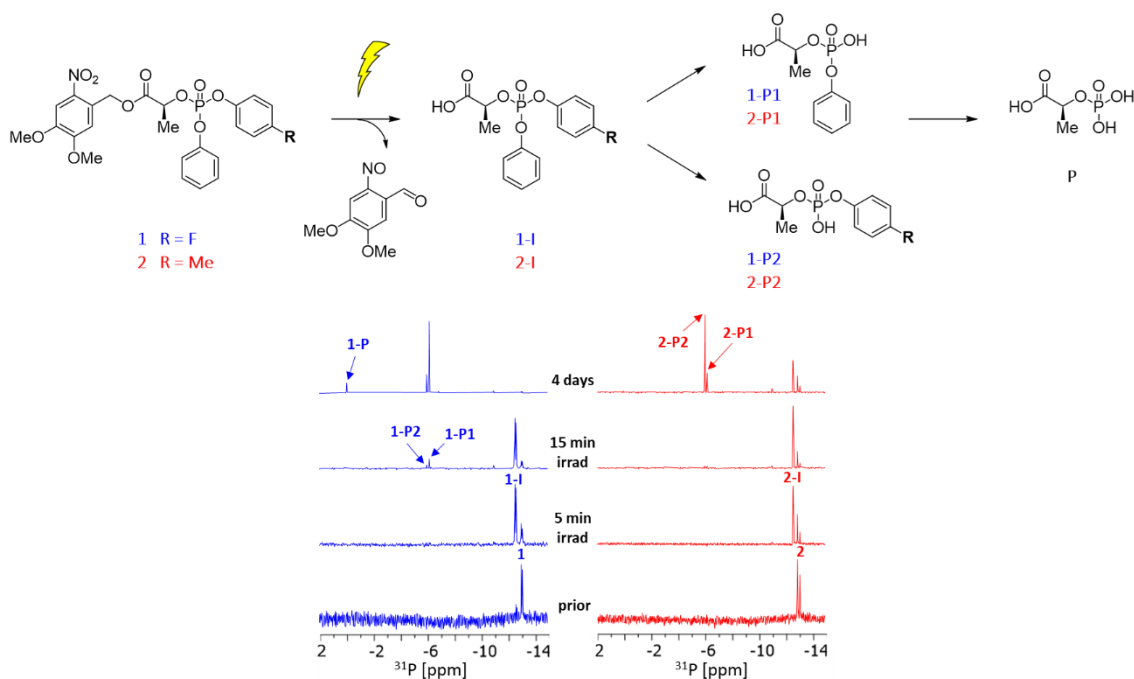 NO₂
O
O
O
O
P
O
O
Me
MeO
OMe
R
1 R = F
2 R = Me
NO
O
MeO
OMe
O
HO
O
O
P
O
O
Me
R
1-I
2-I
O
HO
O
O
P
OH
O
Me
1-P1
2-P1
O
HO
O
O
P
O
OH
Me
R
1-P2
2-P2
O
HO
O
O
P
OH
OH
Me
P
1-P
4 days
2-P2
2-P1
1-P2
1-P1
15 min
irrad
1-I
2-I
5 min
irrad
1
2
prior
2 -2 -6 -10 -14
³¹P [ppm]
2 -2 -6 -10 -14
³¹P [ppm]